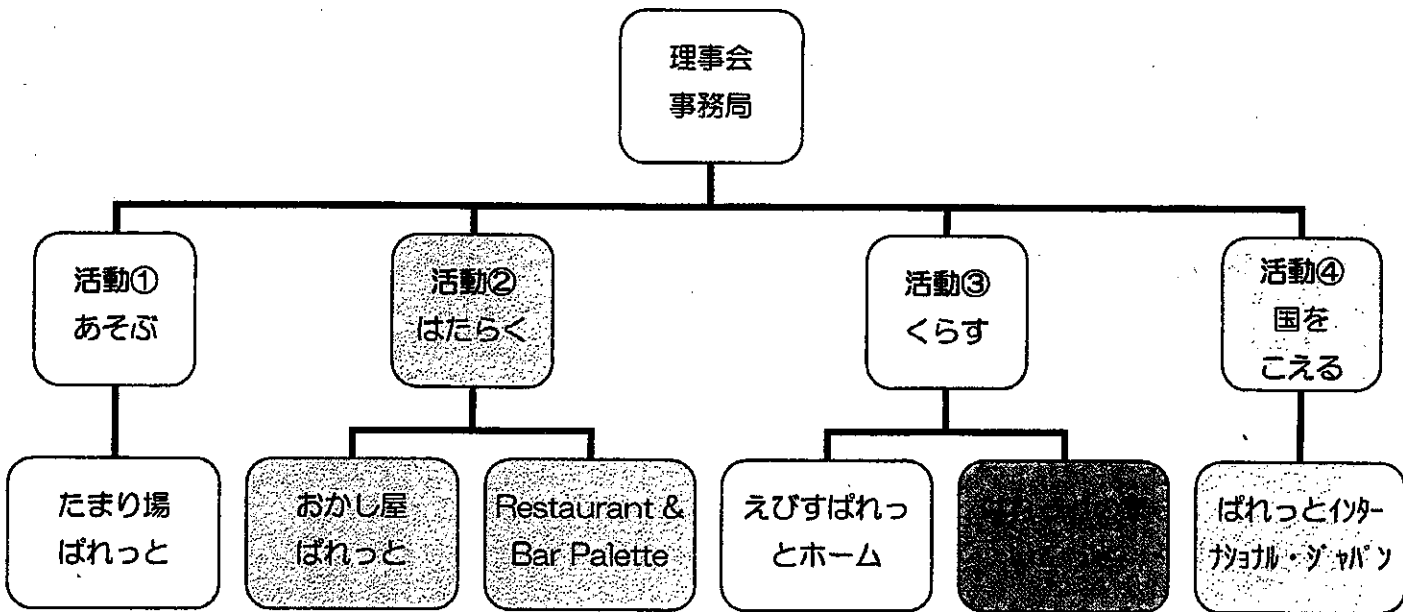 理事会
事務局
活動①
あそぶ
活動②
はたらく
活動③
くらす
活動④
国を
こえる
たまり場
ぱれっと
おかし屋
ぱれっと
Restaurant &
Bar Palette
えびすぱれっ
とホーム
ぱれっとｲﾝﾀｰ
ﾅｼｮﾅﾙ・ｼﾞｬﾊﾟﾝ